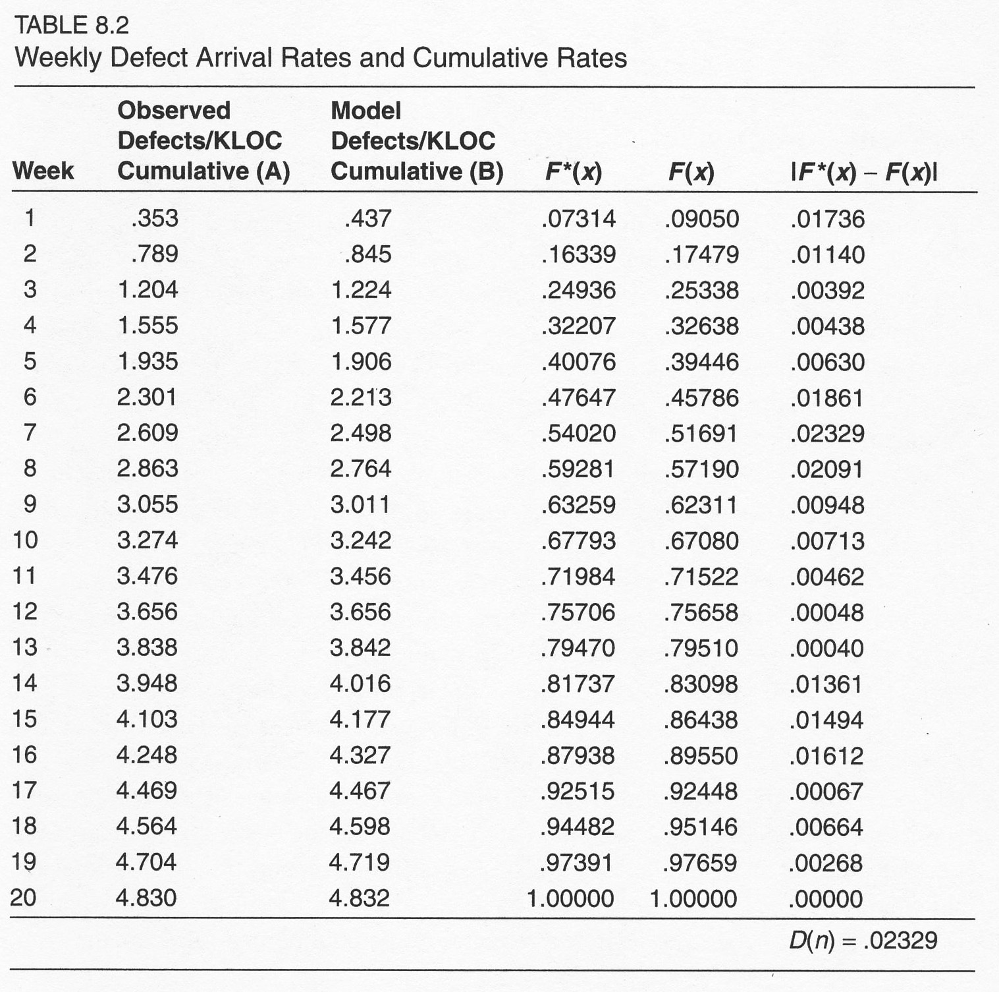 TABLE 8.2
Weekly Defect Arrival Rates and Cumulative Rates
Observed Model
Defects/KLOC Defects/KLOC
Week Cumulative (A) Cumulative (B) F*(x) F(x) |F*(x) – F(x)|
1 .353 .437 .07314 .09050 .01736
2 .789 .845 .16339 .17479 .01140
3 1.204 1.224 .24936 .25338 .00392
4 1.555 1.577 .32207 .32638 .00438
5 1.935 1.906 .40076 .39446 .00630
6 2.301 2.213 .47647 .45786 .01861
7 2.609 2.498 .54020 .51691 .02329
8 2.863 2.764 .59281 .57190 .02091
9 3.055 3.011 .63259 .62311 .00948
10 3.274 3.242 .67793 .67080 .00713
11 3.476 3.456 .71984 .71522 .00462
12 3.656 3.656 .75706 .75658 .00048
13 3.838 3.842 .79470 .79510 .00040
14 3.948 4.016 .81737 .83098 .01361
15 4.103 4.177 .84944 .86438 .01494
16 4.248 4.327 .87938 .89550 .01612
17 4.469 4.467 .92515 .92448 .00067
18 4.564 4.598 .94482 .95146 .00664
19 4.704 4.719 .97391 .97659 .00268
20 4.830 4.832 1.00000 1.00000 .00000
D(n) = .02329